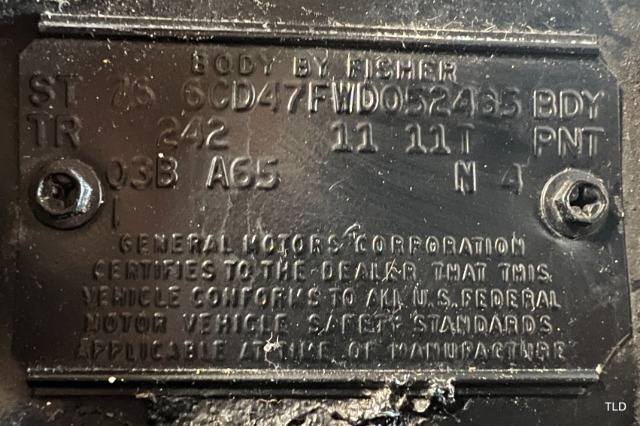 BODY BY FISHER
ST 76 6CD47FWD052485 BDY
TR 242 11 11T PNT
03B A65 N 4
GENERAL MOTORS CORPORATION
CERTIFIES TO THE DEALER THAT THIS
VEHICLE CONFORMS TO ALL U.S. FEDERAL
MOTOR VEHICLE SAFETY STANDARDS
APPLICABLE AT TIME OF MANUFACTURE
TLD